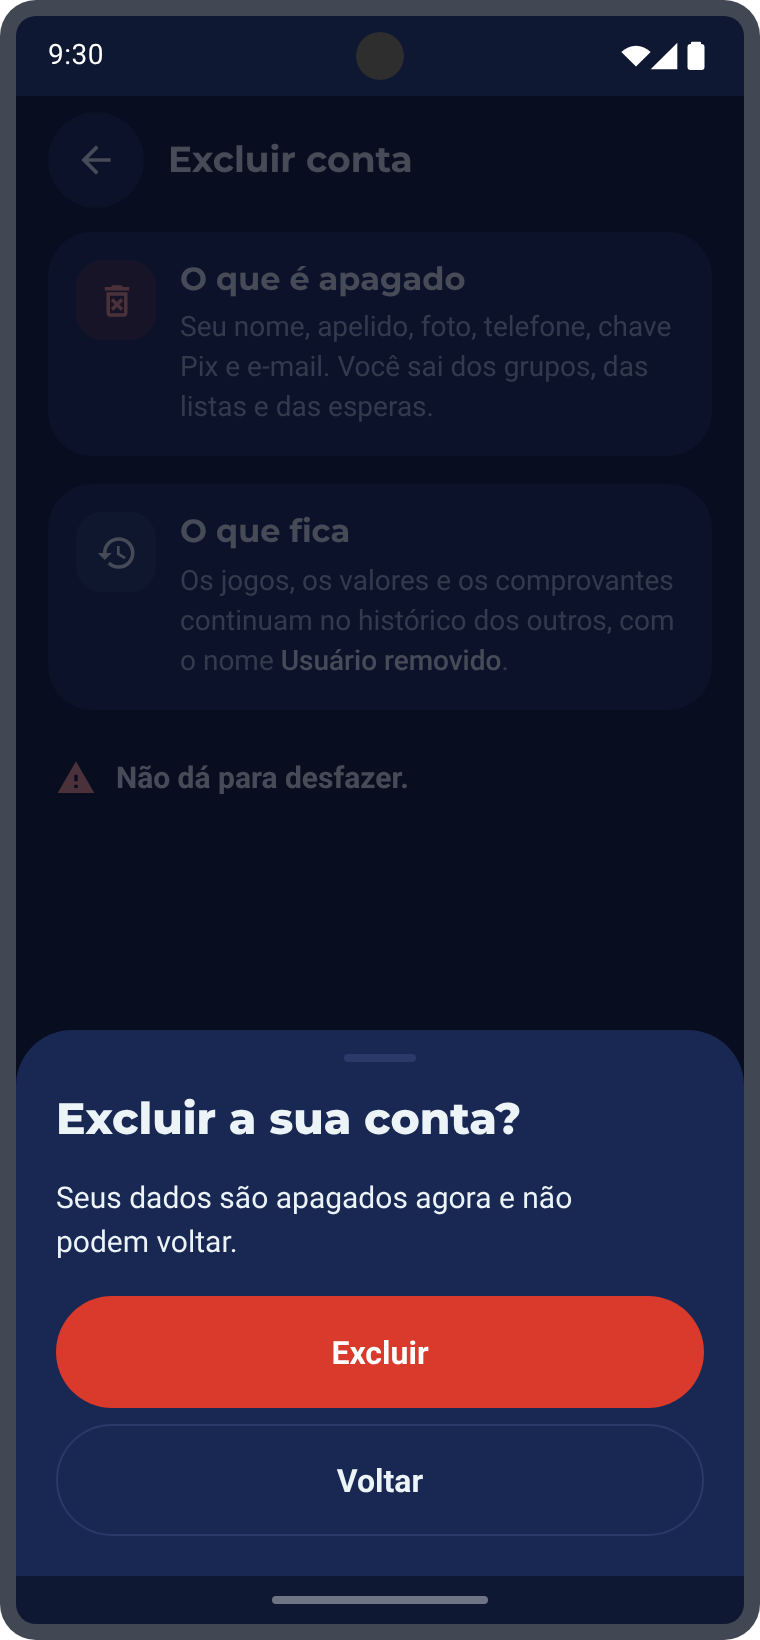 9:30
Excluir conta
O que é apagado
Seu nome, apelido, foto, telefone, chave
Pix e e-mail. Você sai dos grupos, das
listas e das esperas.
O que fica
Os jogos, os valores e os comprovantes
continuam no histórico dos outros, com
o nome Usuário removido.
Não dá para desfazer.
Excluir a sua conta?
Seus dados são apagados agora e não
podem voltar.
Excluir
Voltar